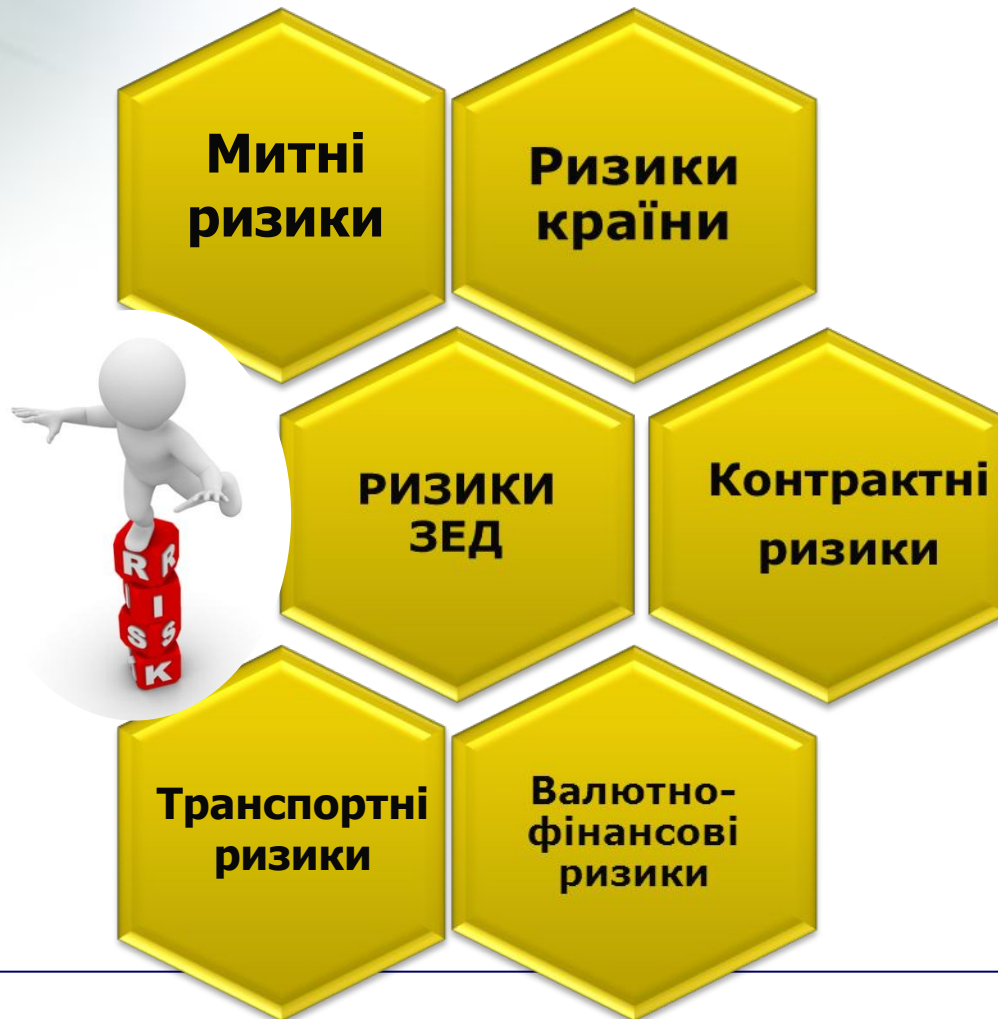 Митні
ризики
Ризики
країни
РИЗИКИ
ЗЕД
Контрактні
ризики
R R
I I
S S
K
Транспортні
ризики
Валютно-
фінансові
ризики